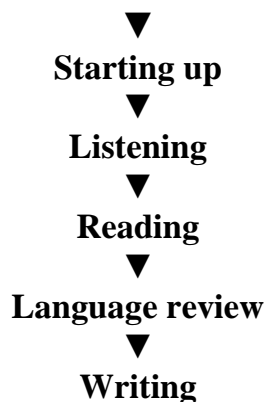 ▼
Starting up
▼
Listening
▼
Reading
▼
Language review
▼
Writing